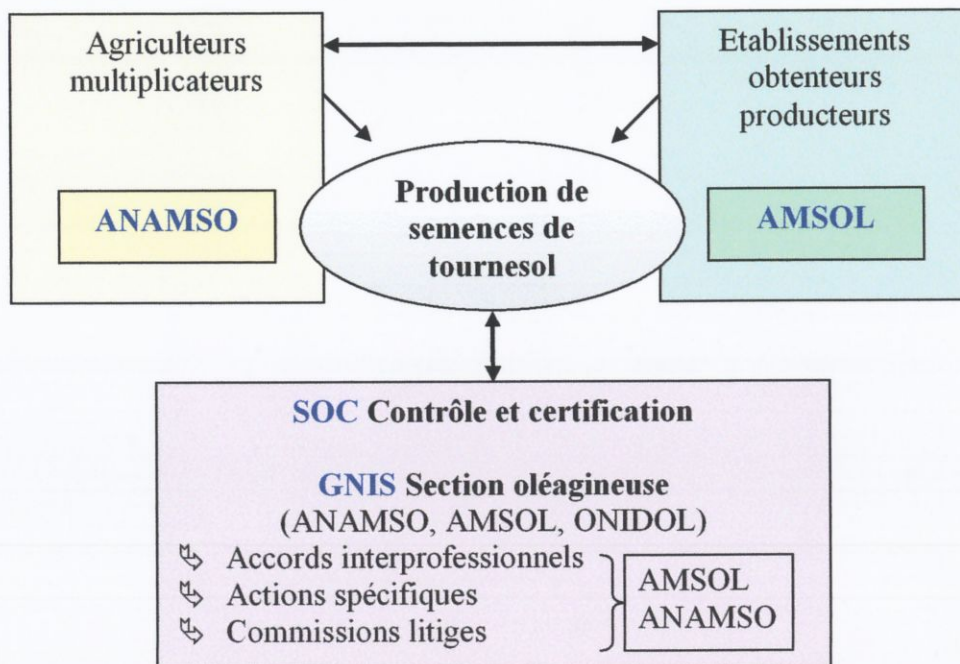 Agriculteurs
multiplicateurs
ANAMSO
Etablissements
obtenteurs
producteurs
AMSOL
Production de
semences de
tournesol
SOC Contrôle et certification
GNIS Section oléagineuse
(ANAMSO, AMSOL, ONIDOL)
Accords interprofessionnels
Actions spécifiques
Commissions litiges
AMSOL
ANAMSO